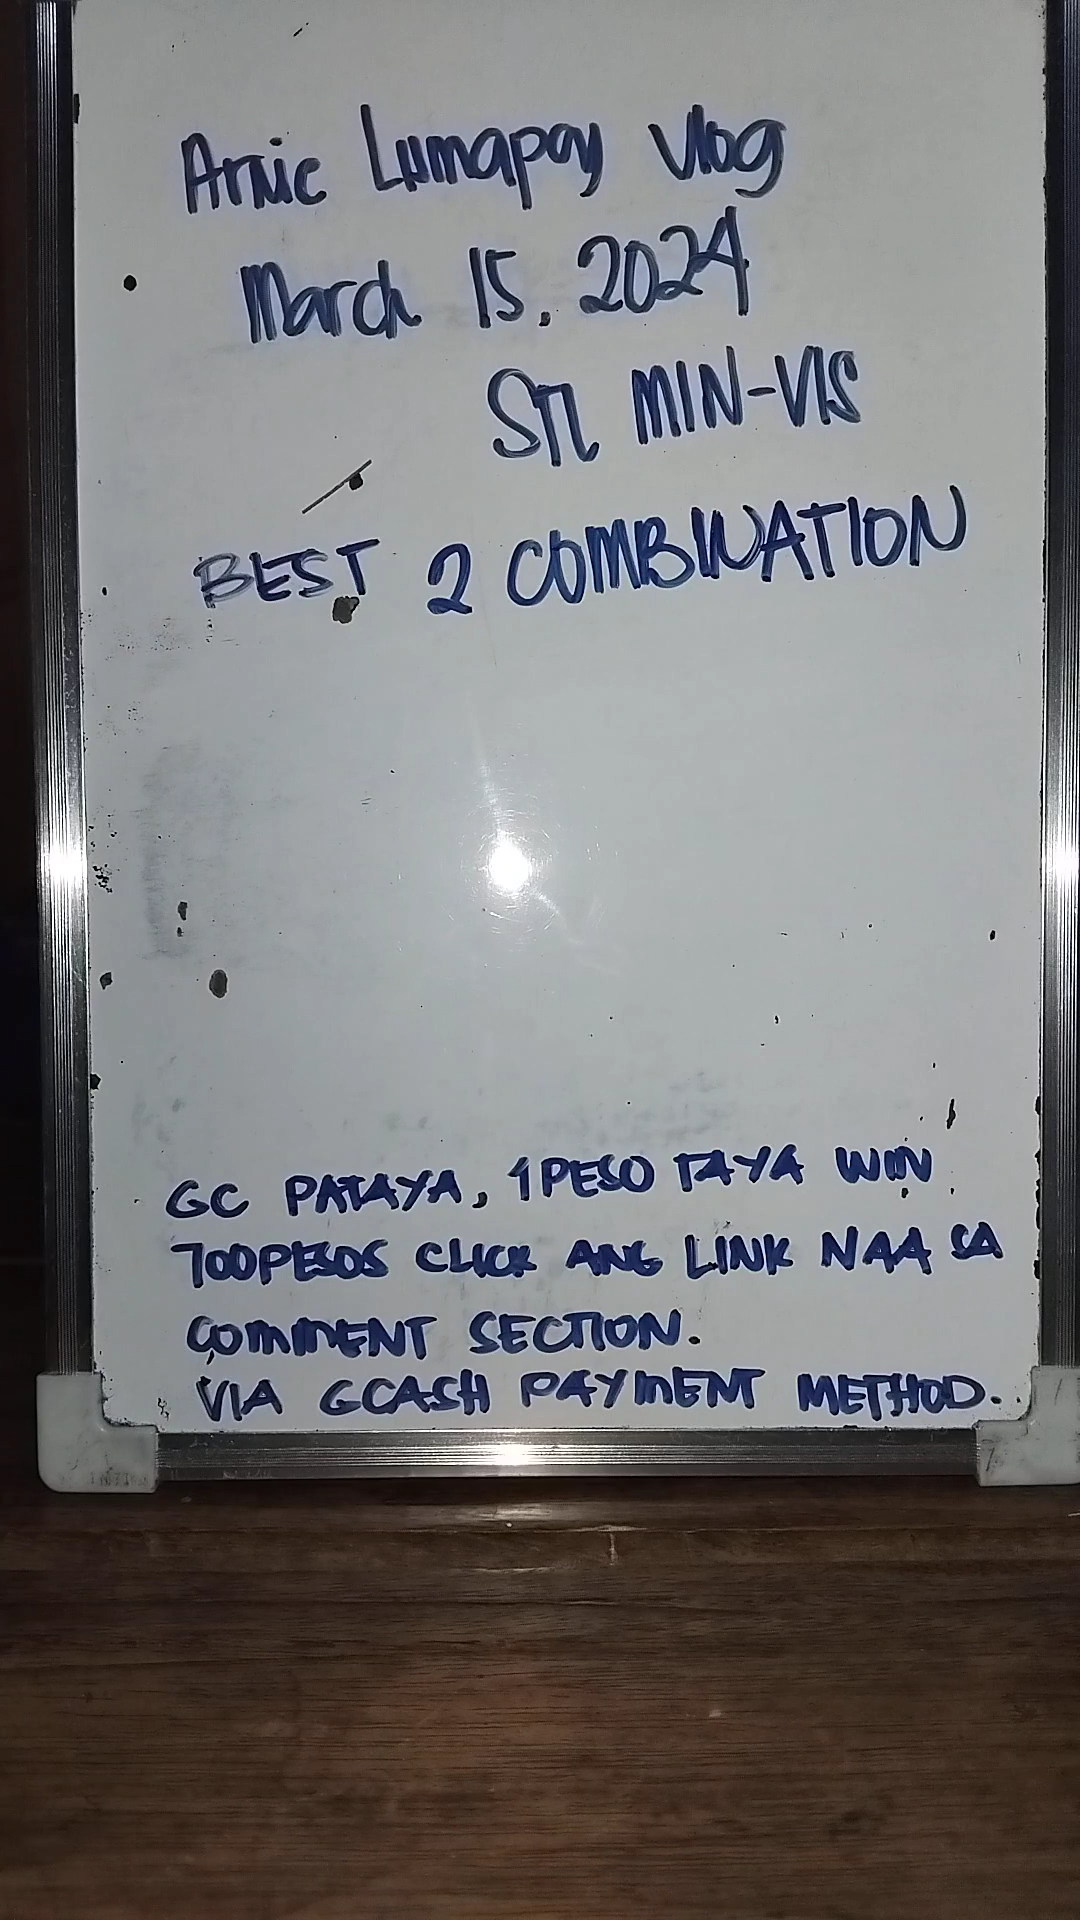 Arnic Lumapay Vlog
March 15, 2024
STL MIN-VIS
BEST 2 COMBINATION
GC PATAYA, 1PESO TAYA WIN
700PESOS CLICK ANG LINK NAA SA
COMMENT SECTION.
VIA GCASH PAYMENT METHOD.